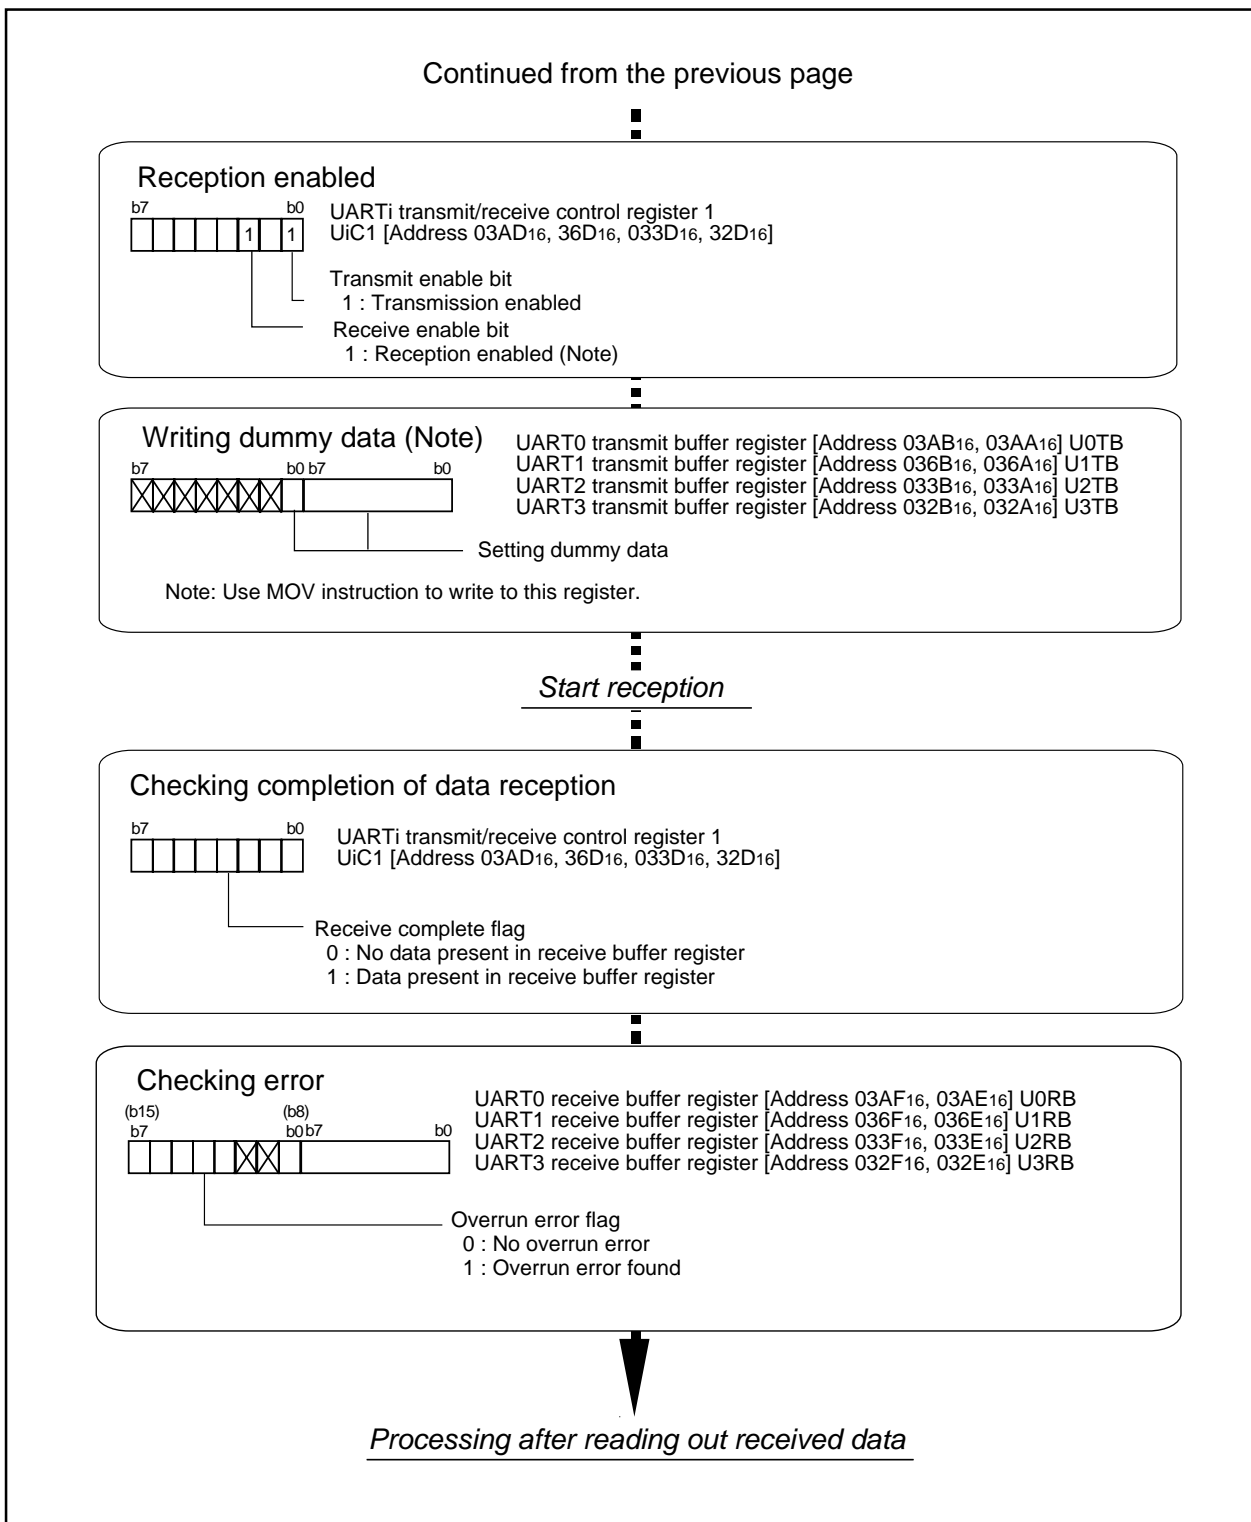 Continued from the previous page
Reception enabled
b7 b0
1 1
UARTi transmit/receive control register 1
UiC1 [Address 03AD16, 36D16, 033D16, 32D16]
Transmit enable bit
1 : Transmission enabled
Receive enable bit
1 : Reception enabled (Note)
Writing dummy data (Note)
b7 b0 b7 b0
UART0 transmit buffer register [Address 03AB16, 03AA16] U0TB
UART1 transmit buffer register [Address 036B16, 036A16] U1TB
UART2 transmit buffer register [Address 033B16, 033A16] U2TB
UART3 transmit buffer register [Address 032B16, 032A16] U3TB
Setting dummy data
Note: Use MOV instruction to write to this register.
Start reception
Checking completion of data reception
b7 b0
UARTi transmit/receive control register 1
UiC1 [Address 03AD16, 36D16, 033D16, 32D16]
Receive complete flag
0 : No data present in receive buffer register
1 : Data present in receive buffer register
Checking error
(b15) (b8)
b7 b0 b7 b0
UART0 receive buffer register [Address 03AF16, 03AE16] U0RB
UART1 receive buffer register [Address 036F16, 036E16] U1RB
UART2 receive buffer register [Address 033F16, 033E16] U2RB
UART3 receive buffer register [Address 032F16, 032E16] U3RB
Overrun error flag
0 : No overrun error
1 : Overrun error found
Processing after reading out received data